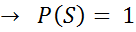 → P(S) = 1